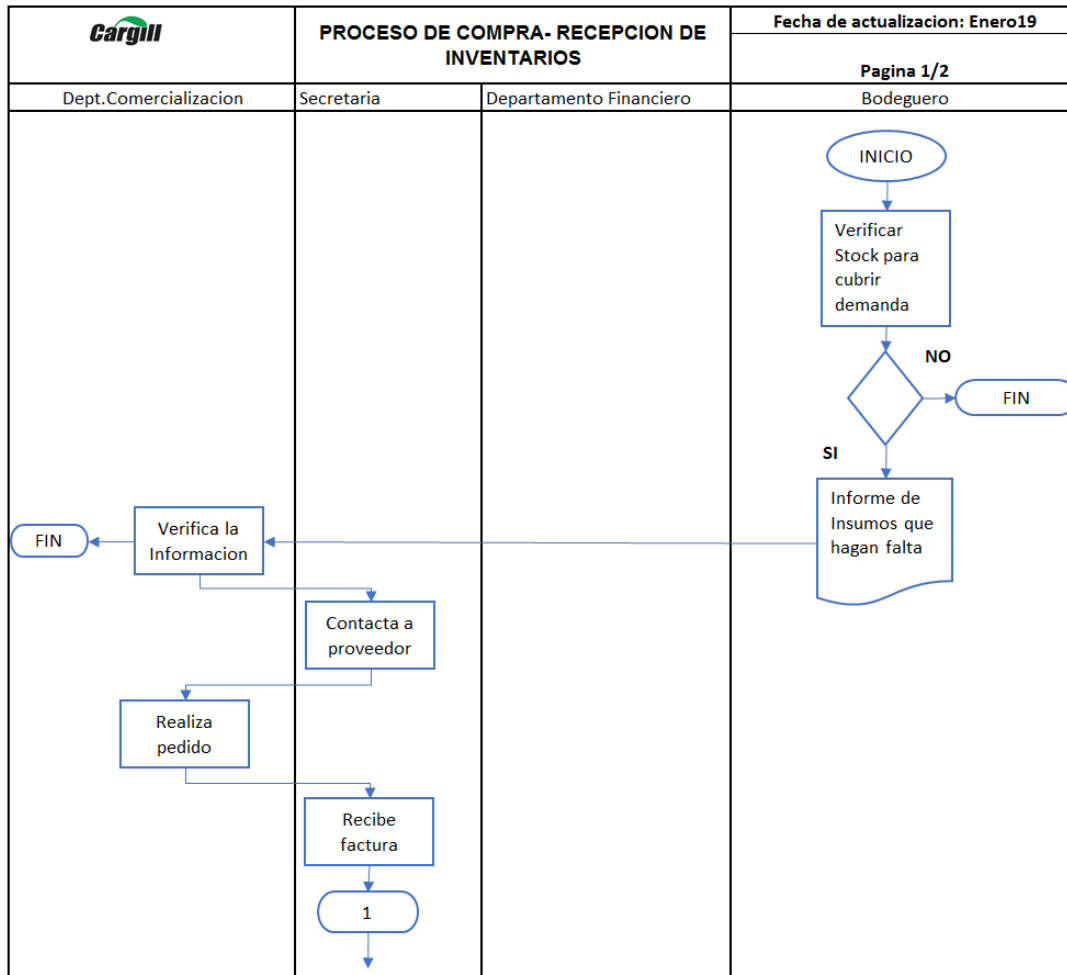 Cargill
PROCESO DE COMPRA- RECEPCION DE
INVENTARIOS
Fecha de actualizacion: Enero19
Pagina 1/2
Dept.Comercializacion
Secretaria
Departamento Financiero
Bodeguero
INICIO
Verificar
Stock para
cubrir
demanda
NO
FIN
SI
Informe de
Insumos que
hagan falta
Verifica la
Informacion
FIN
Contacta a
proveedor
Realiza
pedido
Recibe
factura
1